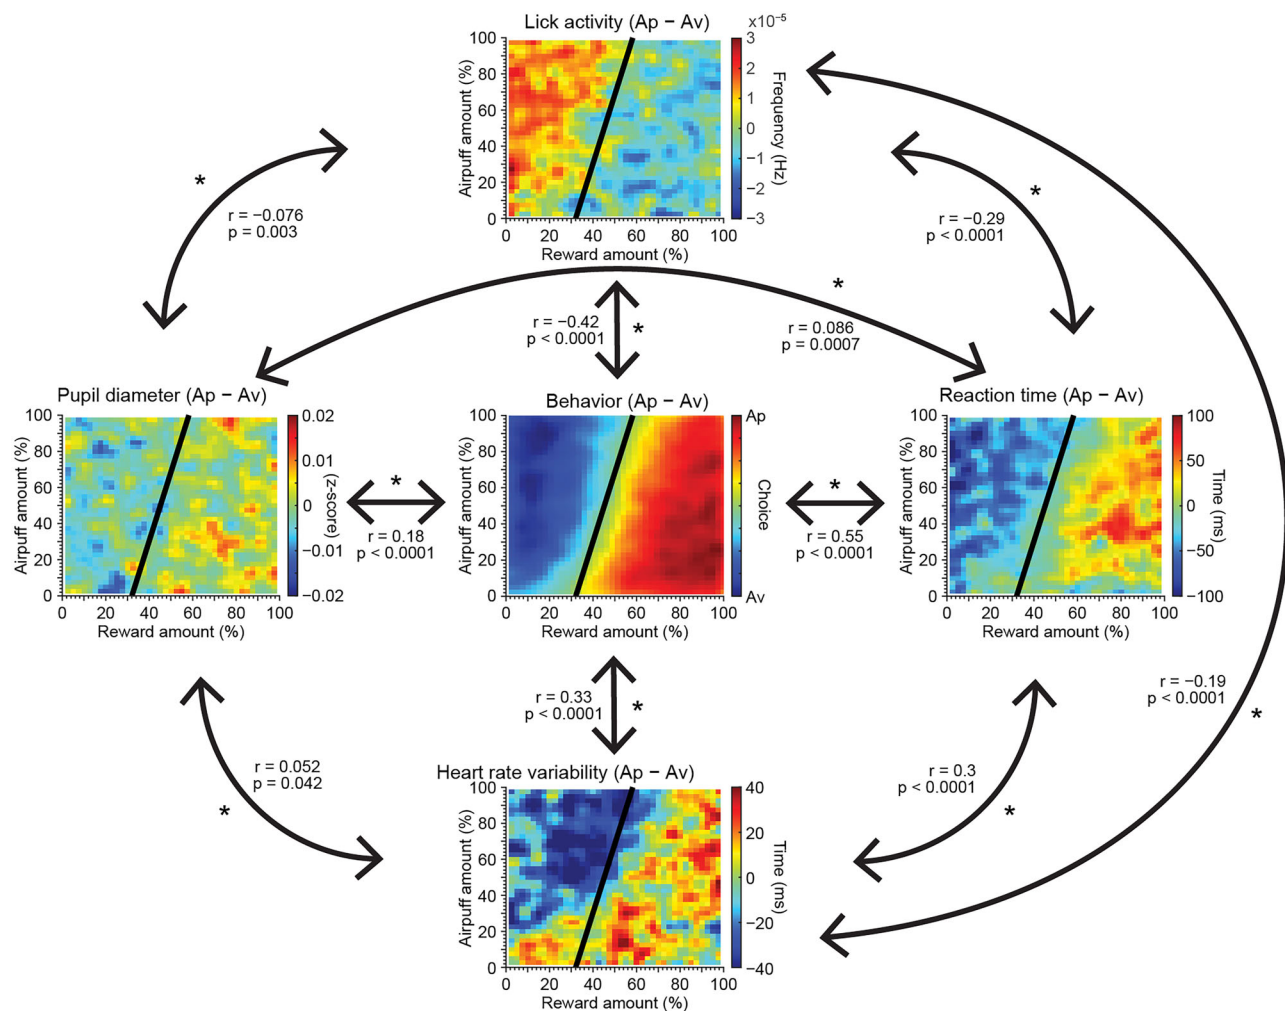 Lick activity (Ap − Av)
x10⁻⁵
100
80
60
40
20
0
Airpuff amount (%)
0 20 40 60 80 100
Reward amount (%)
3
2
1
0
−1
−2
−3
Frequency (Hz)
*
r = −0.076
p = 0.003
*
r = −0.29
p < 0.0001
*
r = −0.42
p < 0.0001
*
r = 0.086
p = 0.0007
Pupil diameter (Ap − Av)
100
80
60
40
20
0
Airpuff amount (%)
0 20 40 60 80 100
Reward amount (%)
0.02
0.01
0
−0.01
−0.02
(z-score)
*
r = 0.18
p < 0.0001
Behavior (Ap − Av)
100
80
60
40
20
0
Airpuff amount (%)
0 20 40 60 80 100
Reward amount (%)
Ap
Choice
Av
*
r = 0.55
p < 0.0001
Reaction time (Ap − Av)
100
80
60
40
20
0
Airpuff amount (%)
0 20 40 60 80 100
Reward amount (%)
100
50
0
−50
−100
Time (ms)
r = −0.19
p < 0.0001
*
r = 0.33
p < 0.0001
*
r = 0.052
p = 0.042
*
r = 0.3
p < 0.0001
*
Heart rate variability (Ap − Av)
100
80
60
40
20
0
Airpuff amount (%)
0 20 40 60 80 100
Reward amount (%)
40
20
0
−20
−40
Time (ms)